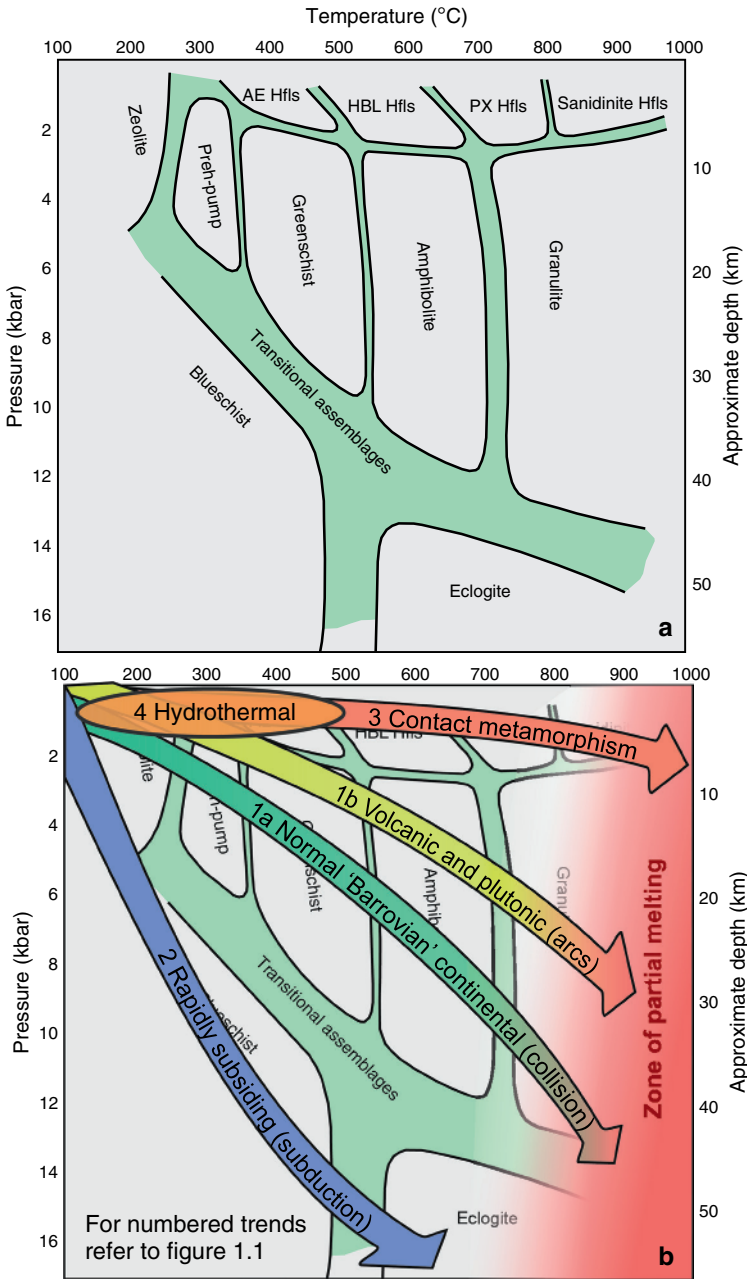 Temperature (°C)
100 200 300 400 500 600 700 800 900 1000
AE Hfls
HBL Hfls
PX Hfls
Sanidinite Hfls
Zeolite
Preh-pump
Greenschist
Amphibolite
Granulite
Transitional assemblages
Blueschist
Eclogite
a
Pressure (kbar)
2
4
6
8
10
12
14
16
Approximate depth (km)
10
20
30
40
50
100 200 300 400 500 600 700 800 900 1000
4 Hydrothermal
3 Contact metamorphism
HBL Hfls
1b Volcanic and plutonic (arcs)
1a Normal ‘Barrovian’ continental (collision)
2 Rapidly subsiding (subduction)
Transitional assemblages
Eclogite
Zone of partial melting
For numbered trends
refer to figure 1.1
b
Pressure (kbar)
2
4
6
8
10
12
14
16
Approximate depth (km)
10
20
30
40
50